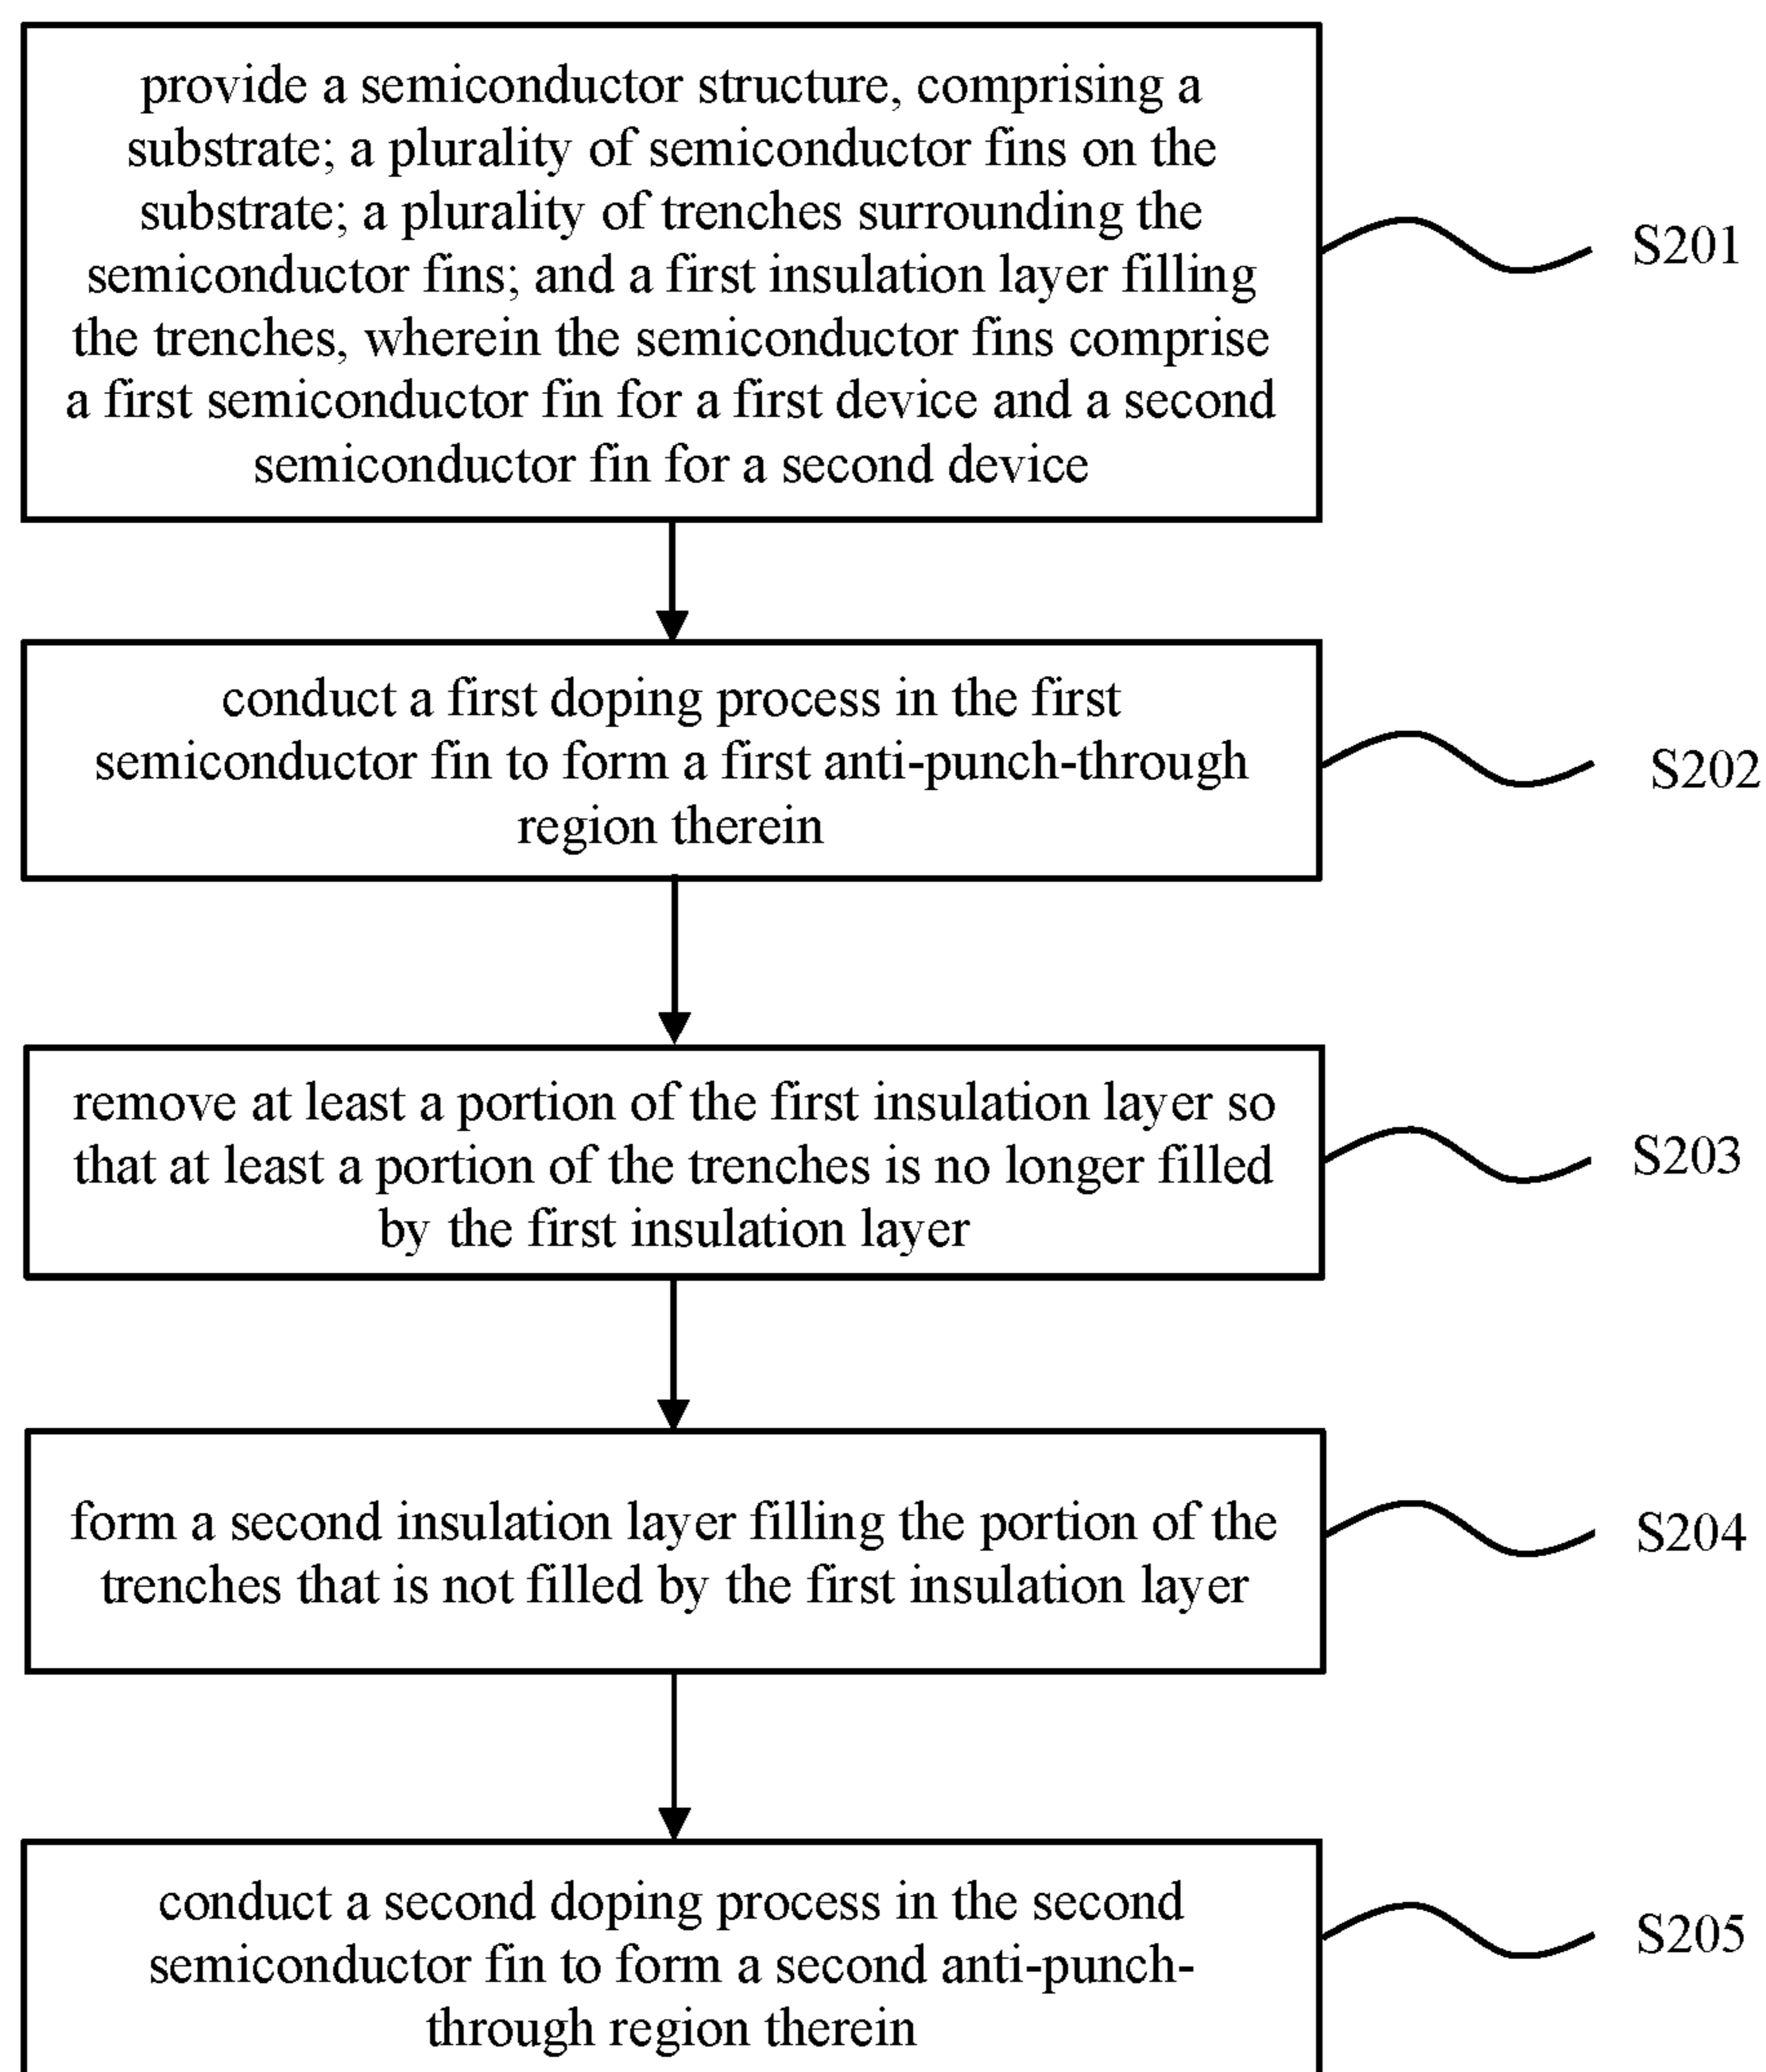 provide a semiconductor structure, comprising a
substrate; a plurality of semiconductor fins on the
substrate; a plurality of trenches surrounding the
semiconductor fins; and a first insulation layer filling
the trenches, wherein the semiconductor fins comprise
a first semiconductor fin for a first device and a second
semiconductor fin for a second device
S201
conduct a first doping process in the first
semiconductor fin to form a first anti-punch-through
region therein
S202
remove at least a portion of the first insulation layer so
that at least a portion of the trenches is no longer filled
by the first insulation layer
S203
form a second insulation layer filling the portion of the
trenches that is not filled by the first insulation layer
S204
conduct a second doping process in the second
semiconductor fin to form a second anti-punch-
through region therein
S205